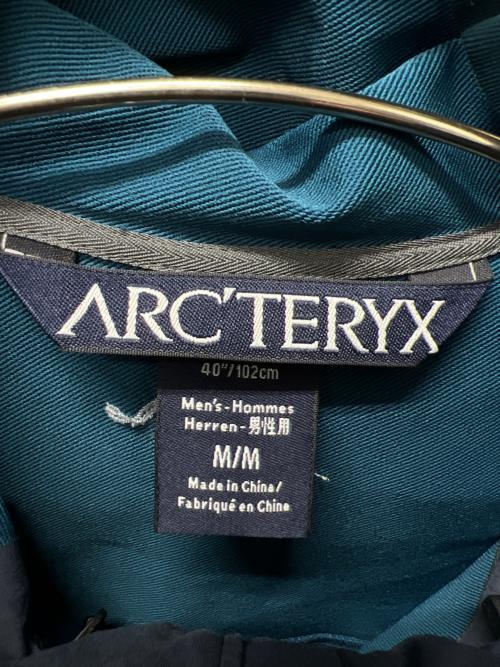 ARC'TERYX
40"/102cm
Men's-Hommes
Herren-男性用
M/M
Made in China/
Fabriqué en Chine